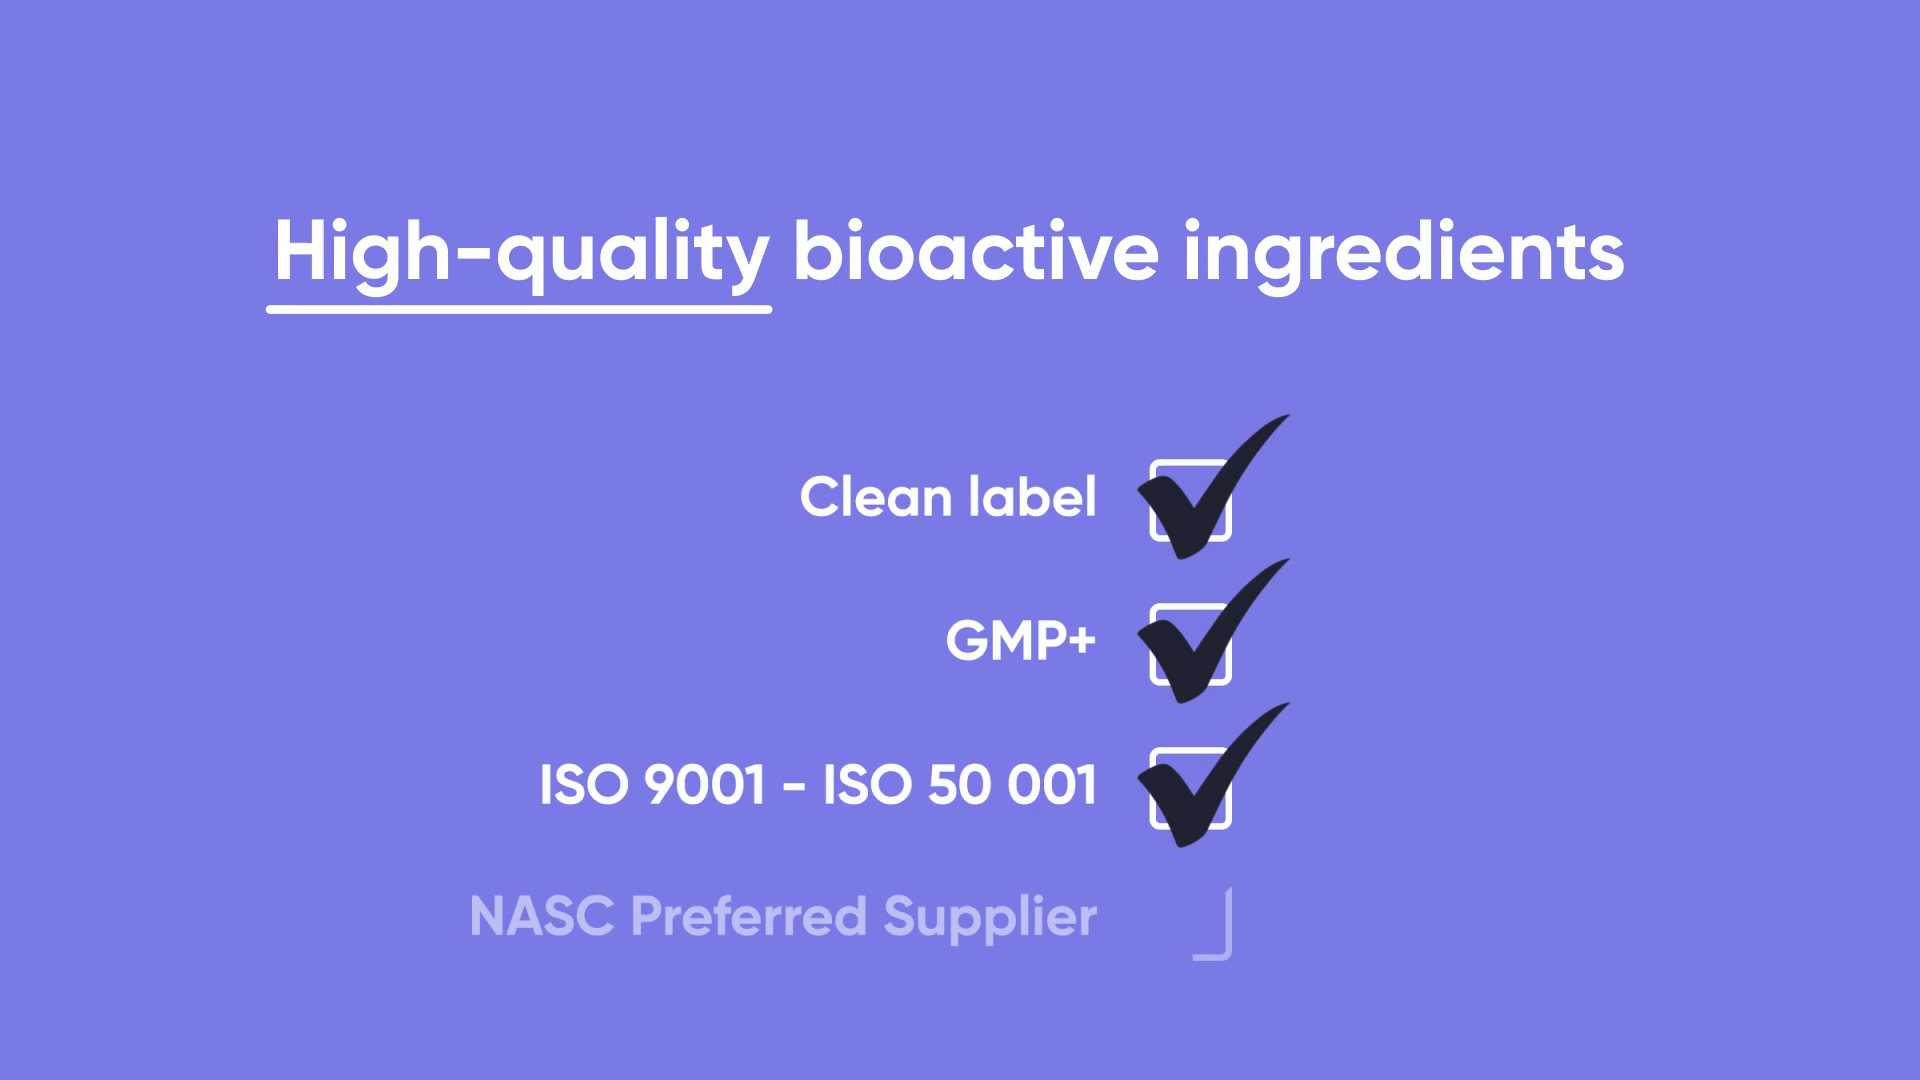 High-quality bioactive ingredients
Clean label
GMP+
ISO 9001 - ISO 50 001
NASC Preferred Supplier